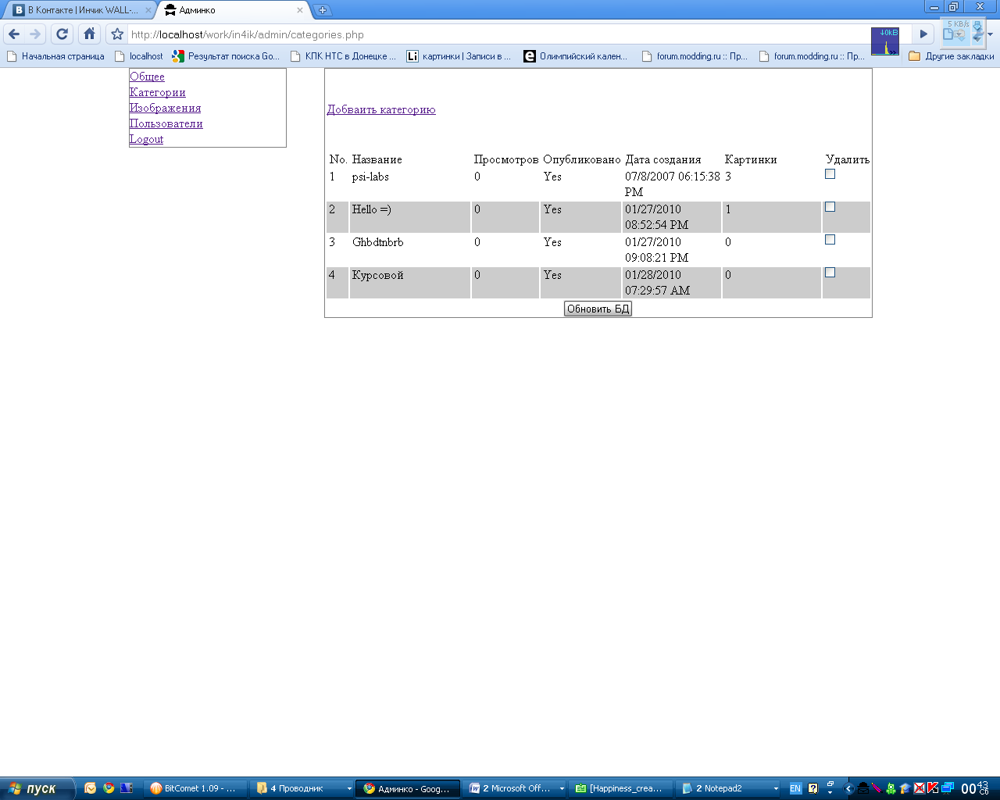 В Контакте | Инчик WALL-...
Админко
http://localhost/work/in4ik/admin/categories.php
↓0kB
5 KB/s
Начальная страница
localhost
Результат поиска Go...
КПК НТС в Донецке ...
картинки | Записи в ...
Олимпийский кален...
forum.modding.ru :: Пр...
forum.modding.ru :: Пр...
Другие закладки
Общее
Категории
Изображения
Пользователи
Logout
Добваить категорию
No. Название Просмотров Опубликовано Дата создания Картинки Удалить
1 psi-labs 0 Yes 07/8/2007 06:15:38 3
PM
2 Hello =) 0 Yes 01/27/2010 1
08:52:54 PM
3 Ghbdtnbrb 0 Yes 01/27/2010 0
09:08:21 PM
4 Курсовой 0 Yes 01/28/2010 0
07:29:57 AM
Обновить БД
пуск
BitComet 1.09 - ...
4 Проводник
Админко - Goog...
2 Microsoft Off...
[Happiness_crea...
2 Notepad2
EN
00 43
Сб